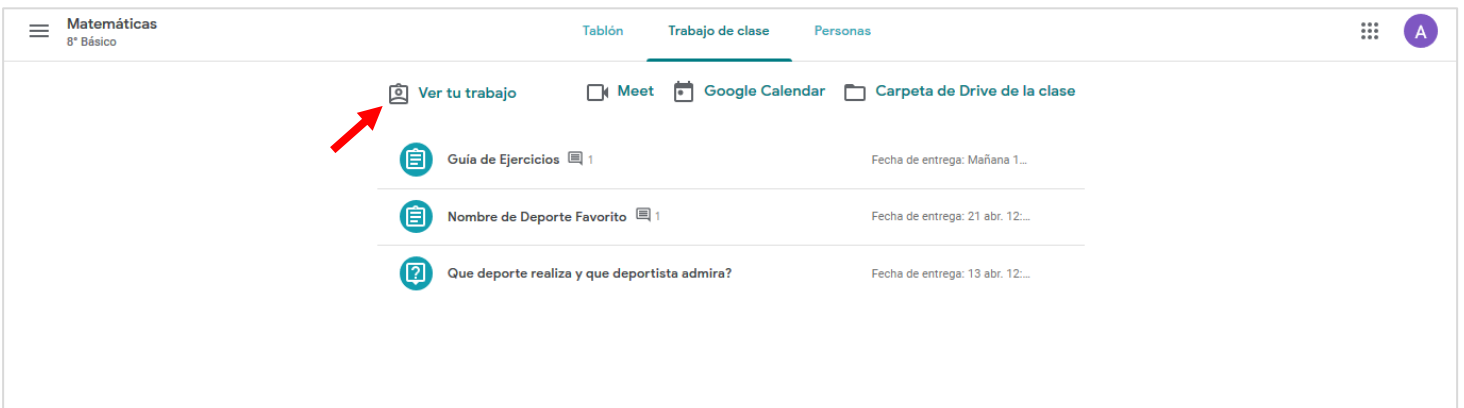 Matemáticas
8° Básico
Tablón Trabajo de clase Personas
A
Ver tu trabajo Meet Google Calendar Carpeta de Drive de la clase
Guía de Ejercicios 1 Fecha de entrega: Mañana 1...
Nombre de Deporte Favorito 1 Fecha de entrega: 21 abr. 12:...
Que deporte realiza y que deportista admira? Fecha de entrega: 13 abr. 12:...